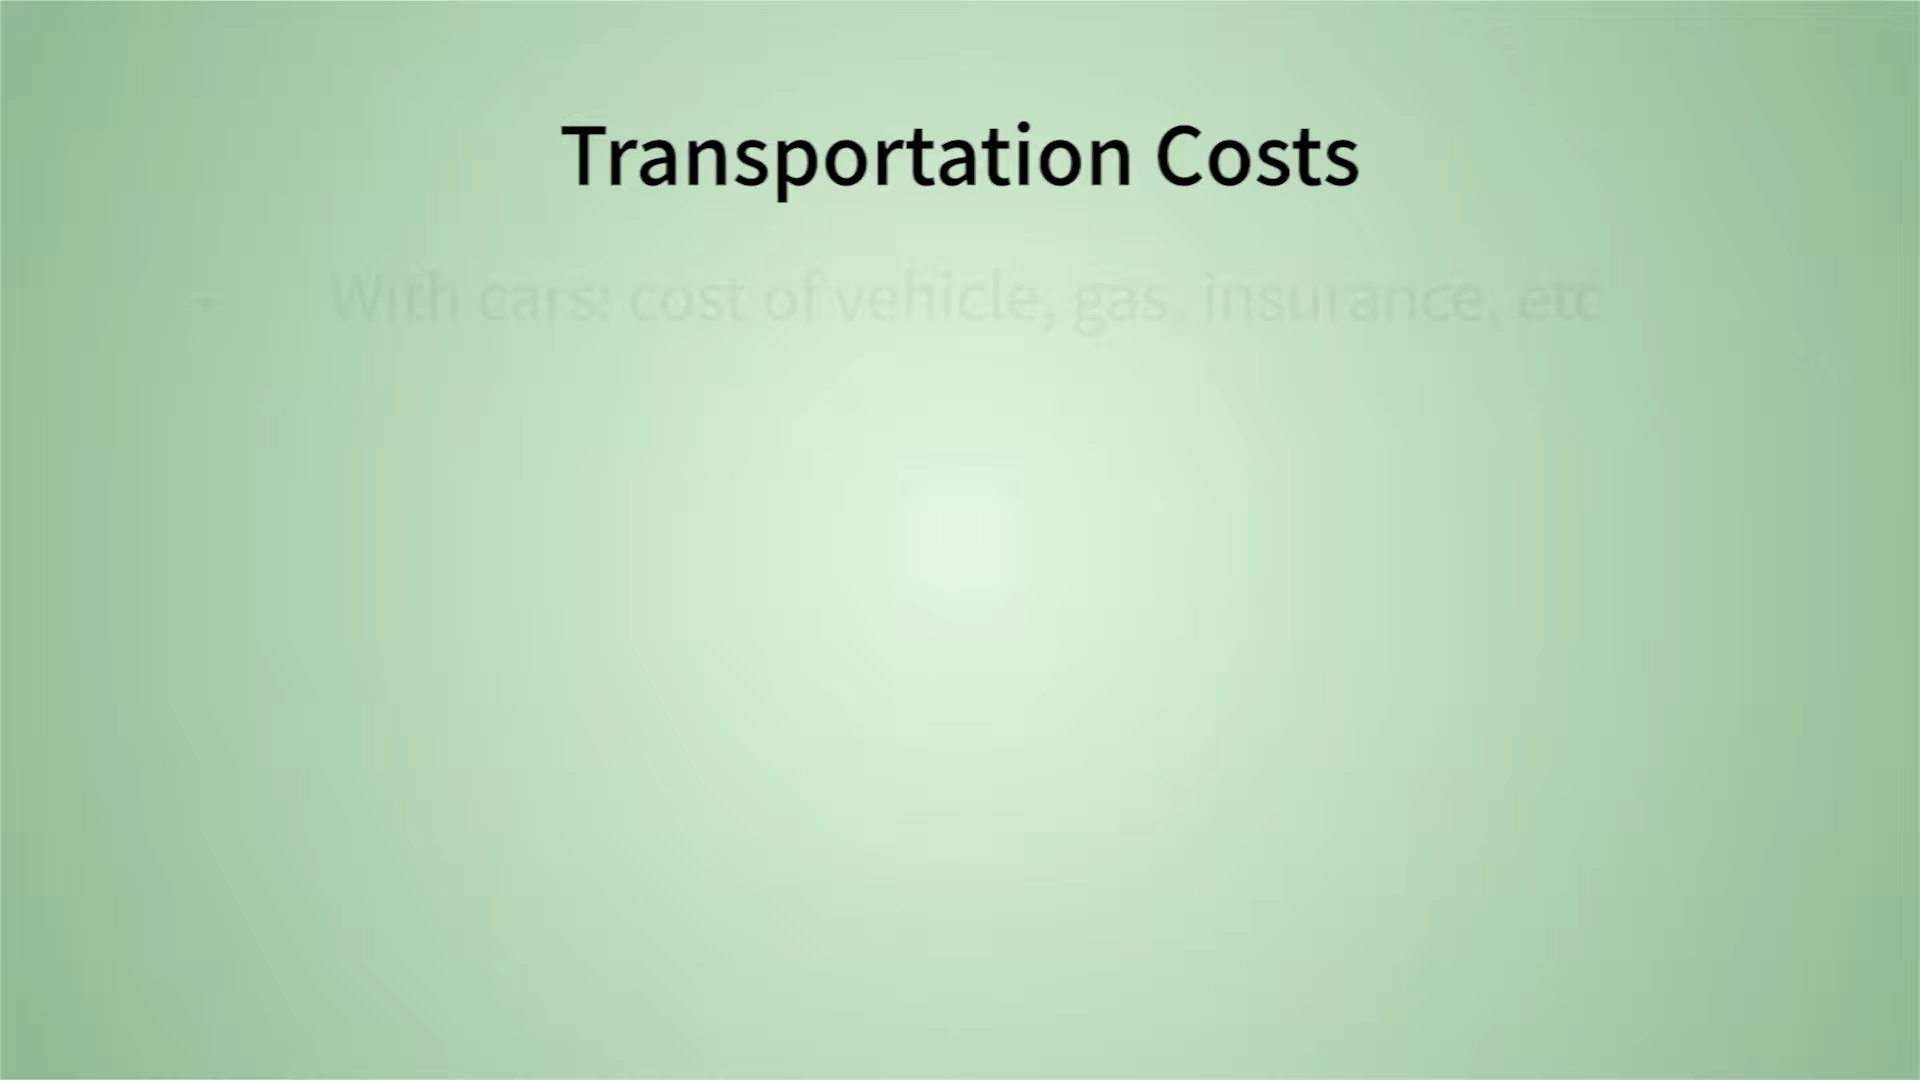 Transportation Costs
- With cars: cost of vehicle, gas, insurance, etc